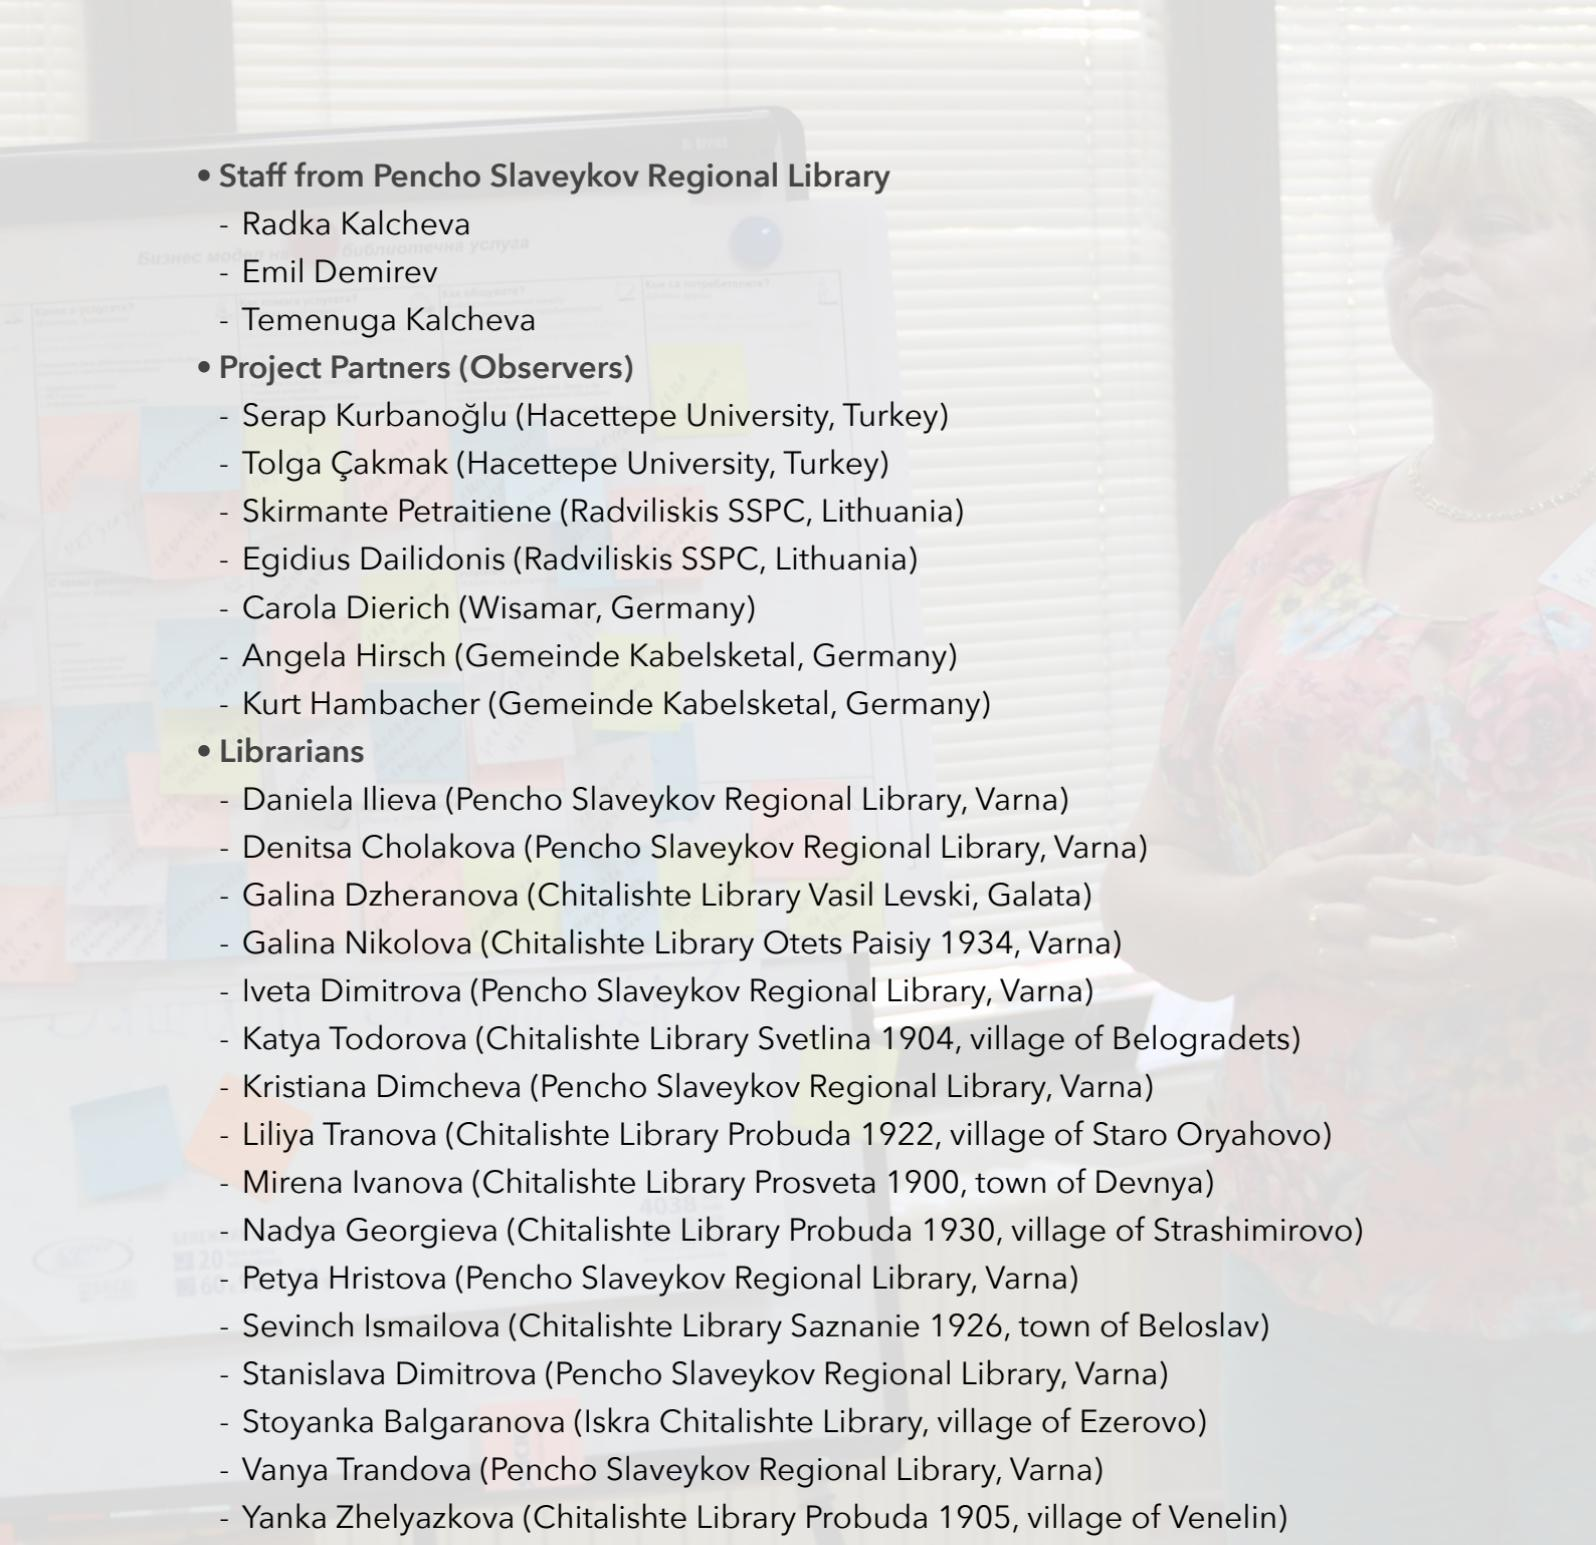 • Staff from Pencho Slaveykov Regional Library
- Radka Kalcheva
Бизнес модел на библиотечна услуга
- Emil Demirev
- Temenuga Kalcheva
• Project Partners (Observers)
- Serap Kurbanoğlu (Hacettepe University, Turkey)
- Tolga Çakmak (Hacettepe University, Turkey)
- Skirmante Petraitiene (Radviliskis SSPC, Lithuania)
- Egidius Dailidonis (Radviliskis SSPC, Lithuania)
- Carola Dierich (Wisamar, Germany)
- Angela Hirsch (Gemeinde Kabelsketal, Germany)
- Kurt Hambacher (Gemeinde Kabelsketal, Germany)
• Librarians
- Daniela Ilieva (Pencho Slaveykov Regional Library, Varna)
- Denitsa Cholakova (Pencho Slaveykov Regional Library, Varna)
- Galina Dzheranova (Chitalishte Library Vasil Levski, Galata)
- Galina Nikolova (Chitalishte Library Otets Paisiy 1934, Varna)
- Iveta Dimitrova (Pencho Slaveykov Regional Library, Varna)
- Katya Todorova (Chitalishte Library Svetlina 1904, village of Belogradets)
- Kristiana Dimcheva (Pencho Slaveykov Regional Library, Varna)
- Liliya Tranova (Chitalishte Library Probuda 1922, village of Staro Oryahovo)
- Mirena Ivanova (Chitalishte Library Prosveta 1900, town of Devnya)
4038
- Nadya Georgieva (Chitalishte Library Probuda 1930, village of Strashimirovo)
20
- Petya Hristova (Pencho Slaveykov Regional Library, Varna)
- Sevinch Ismailova (Chitalishte Library Saznanie 1926, town of Beloslav)
- Stanislava Dimitrova (Pencho Slaveykov Regional Library, Varna)
- Stoyanka Balgaranova (Iskra Chitalishte Library, village of Ezerovo)
- Vanya Trandova (Pencho Slaveykov Regional Library, Varna)
- Yanka Zhelyazkova (Chitalishte Library Probuda 1905, village of Venelin)